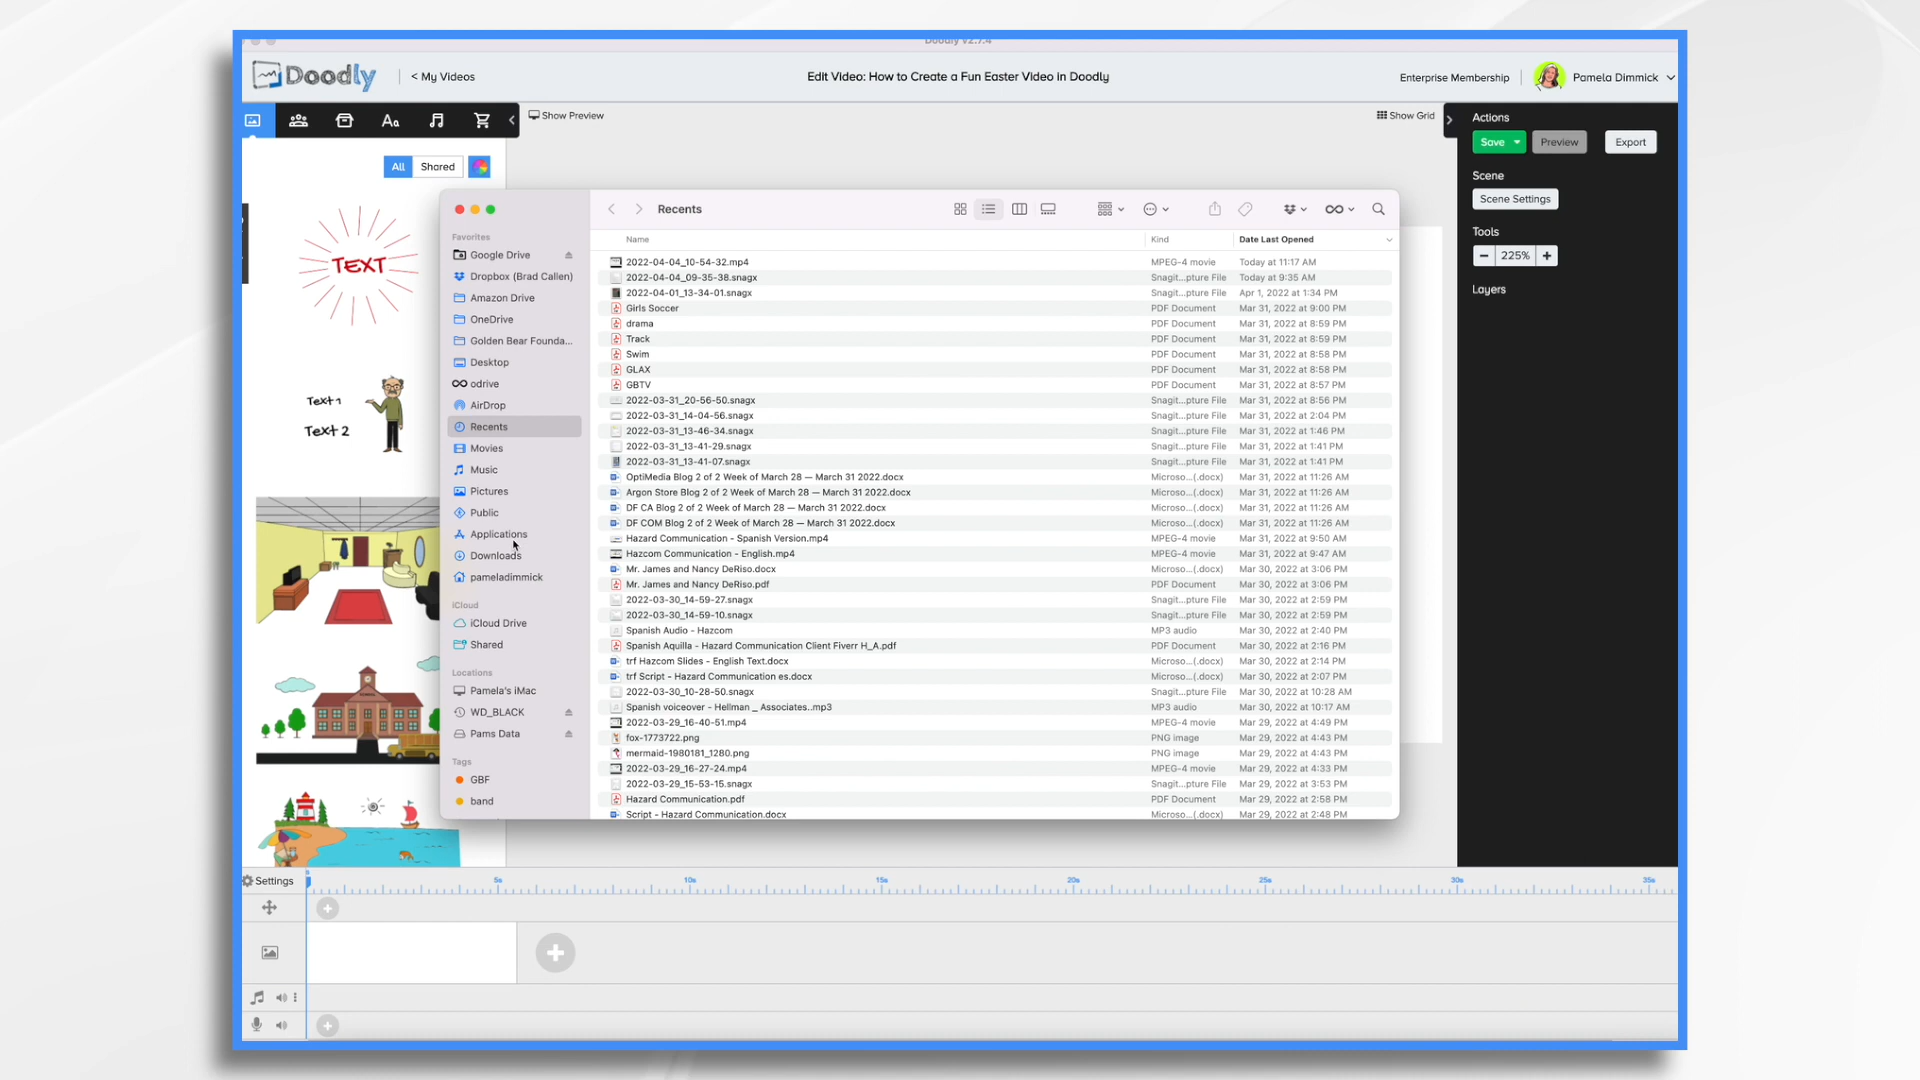 Doodly v2.7.4
Doodly
< My Videos
Edit Video: How to Create a Fun Easter Video in Doodly
Enterprise Membership
Pamela Dimmick
Aa
Show Preview
Show Grid
Actions
Save
Preview
Export
Scene
Scene Settings
Tools
225%
Layers
All
Shared
TEXT
Text 1
Text 2
SCHOOL
Favorites
Google Drive
Dropbox (Brad Callen)
Amazon Drive
OneDrive
Golden Bear Founda...
Desktop
odrive
AirDrop
Recents
Movies
Music
Pictures
Public
Applications
Downloads
pameladimmick
iCloud
iCloud Drive
Shared
Locations
Pamela's iMac
WD_BLACK
Pams Data
Tags
GBF
band
Recents
Name Kind Date Last Opened
2022-04-04_10-54-32.mp4 MPEG-4 movie Today at 11:17 AM
2022-04-04_09-35-38.snagx Snagit...pture File Today at 9:35 AM
2022-04-01_13-34-01.snagx Snagit...pture File Apr 1, 2022 at 1:34 PM
Girls Soccer PDF Document Mar 31, 2022 at 9:00 PM
drama PDF Document Mar 31, 2022 at 8:59 PM
Track PDF Document Mar 31, 2022 at 8:59 PM
Swim PDF Document Mar 31, 2022 at 8:58 PM
GLAX PDF Document Mar 31, 2022 at 8:58 PM
GBTV PDF Document Mar 31, 2022 at 8:57 PM
2022-03-31_20-56-50.snagx Snagit...pture File Mar 31, 2022 at 8:56 PM
2022-03-31_14-04-56.snagx Snagit...pture File Mar 31, 2022 at 2:04 PM
2022-03-31_13-46-34.snagx Snagit...pture File Mar 31, 2022 at 1:46 PM
2022-03-31_13-41-29.snagx Snagit...pture File Mar 31, 2022 at 1:41 PM
2022-03-31_13-41-07.snagx Snagit...pture File Mar 31, 2022 at 1:41 PM
OptiMedia Blog 2 of 2 Week of March 28 — March 31 2022.docx Microso...(.docx) Mar 31, 2022 at 11:26 AM
Argon Store Blog 2 of 2 Week of March 28 — March 31 2022.docx Microso...(.docx) Mar 31, 2022 at 11:26 AM
DF CA Blog 2 of 2 Week of March 28 — March 31 2022.docx Microso...(.docx) Mar 31, 2022 at 11:26 AM
DF COM Blog 2 of 2 Week of March 28 — March 31 2022.docx Microso...(.docx) Mar 31, 2022 at 11:26 AM
Hazard Communication - Spanish Version.mp4 MPEG-4 movie Mar 31, 2022 at 9:50 AM
Hazcom Communication - English.mp4 MPEG-4 movie Mar 31, 2022 at 9:47 AM
Mr. James and Nancy DeRiso.docx Microso...(.docx) Mar 30, 2022 at 3:06 PM
Mr. James and Nancy DeRiso.pdf PDF Document Mar 30, 2022 at 3:06 PM
2022-03-30_14-59-27.snagx Snagit...pture File Mar 30, 2022 at 2:59 PM
2022-03-30_14-59-10.snagx Snagit...pture File Mar 30, 2022 at 2:59 PM
Spanish Audio - Hazcom MP3 audio Mar 30, 2022 at 2:40 PM
Spanish Aquilla - Hazard Communication Client Fiverr H_A.pdf PDF Document Mar 30, 2022 at 2:16 PM
trf Hazcom Slides - English Text.docx Microso...(.docx) Mar 30, 2022 at 2:14 PM
trf Script - Hazard Communication es.docx Microso...(.docx) Mar 30, 2022 at 2:07 PM
2022-03-30_10-28-50.snagx Snagit...pture File Mar 30, 2022 at 10:28 AM
Spanish voiceover - Hellman _ Associates..mp3 MP3 audio Mar 30, 2022 at 10:17 AM
2022-03-29_16-40-51.mp4 MPEG-4 movie Mar 29, 2022 at 4:49 PM
fox-1773722.png PNG image Mar 29, 2022 at 4:43 PM
mermaid-1980181_1280.png PNG image Mar 29, 2022 at 4:43 PM
2022-03-29_16-27-24.mp4 MPEG-4 movie Mar 29, 2022 at 4:33 PM
2022-03-29_15-53-15.snagx Snagit...pture File Mar 29, 2022 at 3:53 PM
Hazard Communication.pdf PDF Document Mar 29, 2022 at 2:58 PM
Script - Hazard Communication.docx Microso...(.docx) Mar 29, 2022 at 2:48 PM
Settings
5s 10s 15s 20s 25s 30s 35s